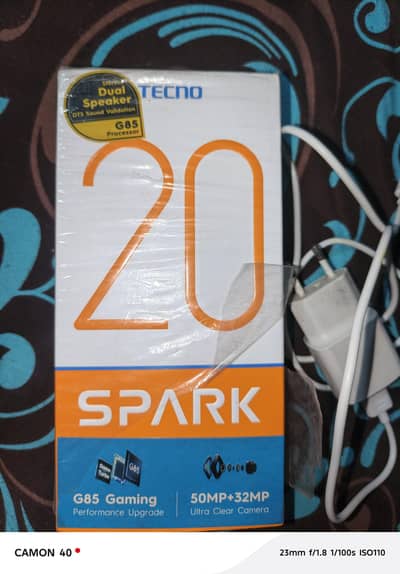 TECNO
Dual
Speaker
DTS Sound Validation
G85
Processor
20
SPARK
G85
G85 Gaming
Performance Upgrade
50MP+32MP
Ultra Clear Camera
CAMON 40
23mm f/1.8 1/100s ISO110